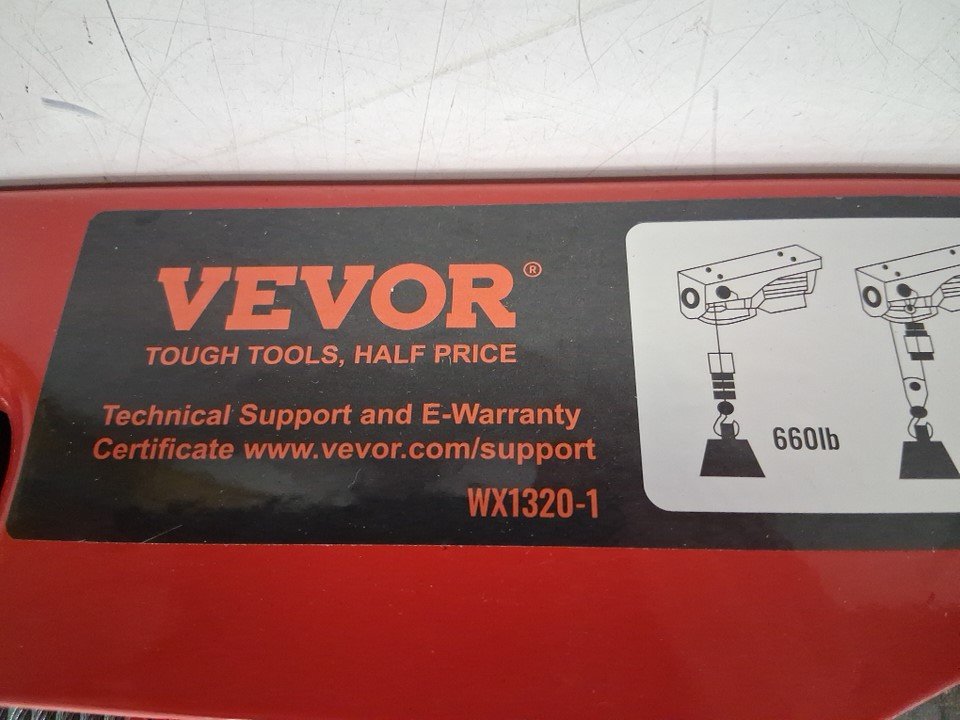 VEVOR®
TOUGH TOOLS, HALF PRICE
Technical Support and E-Warranty
Certificate www.vevor.com/support
WX1320-1
660lb